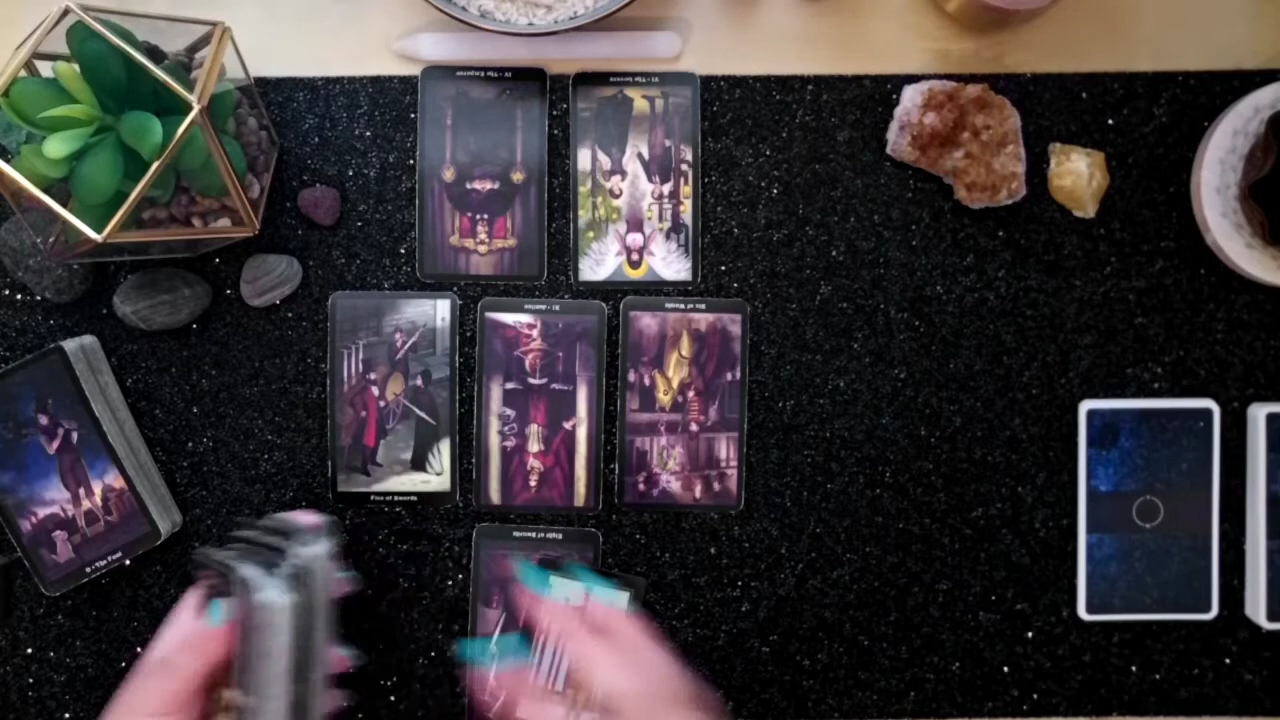 IV • The Emperor
VI • The Lovers
Five of Swords
XI • Justice
Six of Wands
0 • The Fool
Eight of Swords